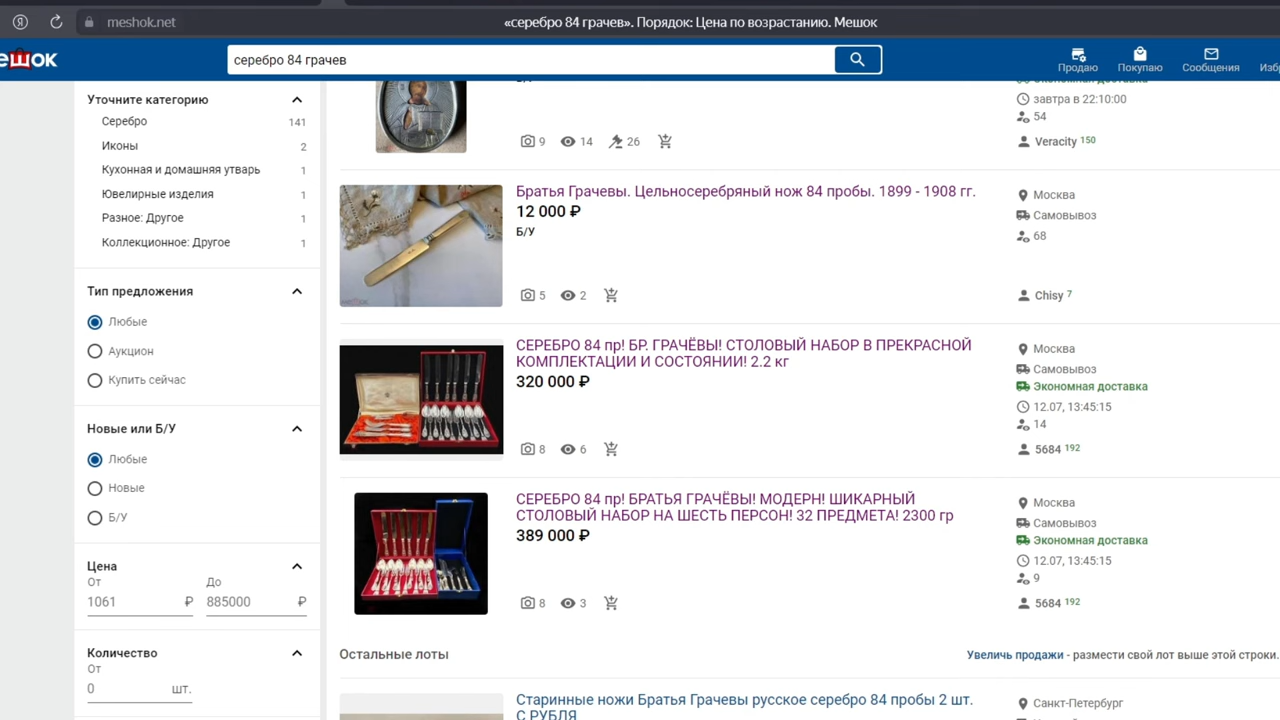 meshok.net
«серебро 84 грачев». Порядок: Цена по возрастанию. Мешок
ешок
серебро 84 грачев
Продаю
Покупаю
Сообщения
Избр
Уточните категорию
Серебро 141
Иконы 2
Кухонная и домашняя утварь 1
Ювелирные изделия 1
Разное: Другое 1
Коллекционное: Другое 1
Тип предложения
Любые
Аукцион
Купить сейчас
Новые или Б/У
Любые
Новые
Б/У
Цена
От До
1061 ₽ 885000 ₽
Количество
От
0 шт.
Экономная доставка
завтра в 22:10:00
54
9 14 26
Veracity 150
Братья Грачевы. Цельносеребряный нож 84 пробы. 1899 - 1908 гг.
12 000 ₽
Б/У
5 2
Москва
Самовывоз
68
Chisy 7
СЕРЕБРО 84 пр! БР. ГРАЧЁВЫ! СТОЛОВЫЙ НАБОР В ПРЕКРАСНОЙ
КОМПЛЕКТАЦИИ И СОСТОЯНИИ! 2.2 кг
320 000 ₽
8 6
Москва
Самовывоз
Экономная доставка
12.07, 13:45:15
14
5684 192
СЕРЕБРО 84 пр! БРАТЬЯ ГРАЧЁВЫ! МОДЕРН! ШИКАРНЫЙ
СТОЛОВЫЙ НАБОР НА ШЕСТЬ ПЕРСОН! 32 ПРЕДМЕТА! 2300 гр
389 000 ₽
8 3
Москва
Самовывоз
Экономная доставка
12.07, 13:45:15
9
5684 192
Остальные лоты
Увеличь продажи - размести свой лот выше этой строки.
Старинные ножи Братья Грачевы русское серебро 84 пробы 2 шт.
С РУБЛЯ
Санкт-Петербург